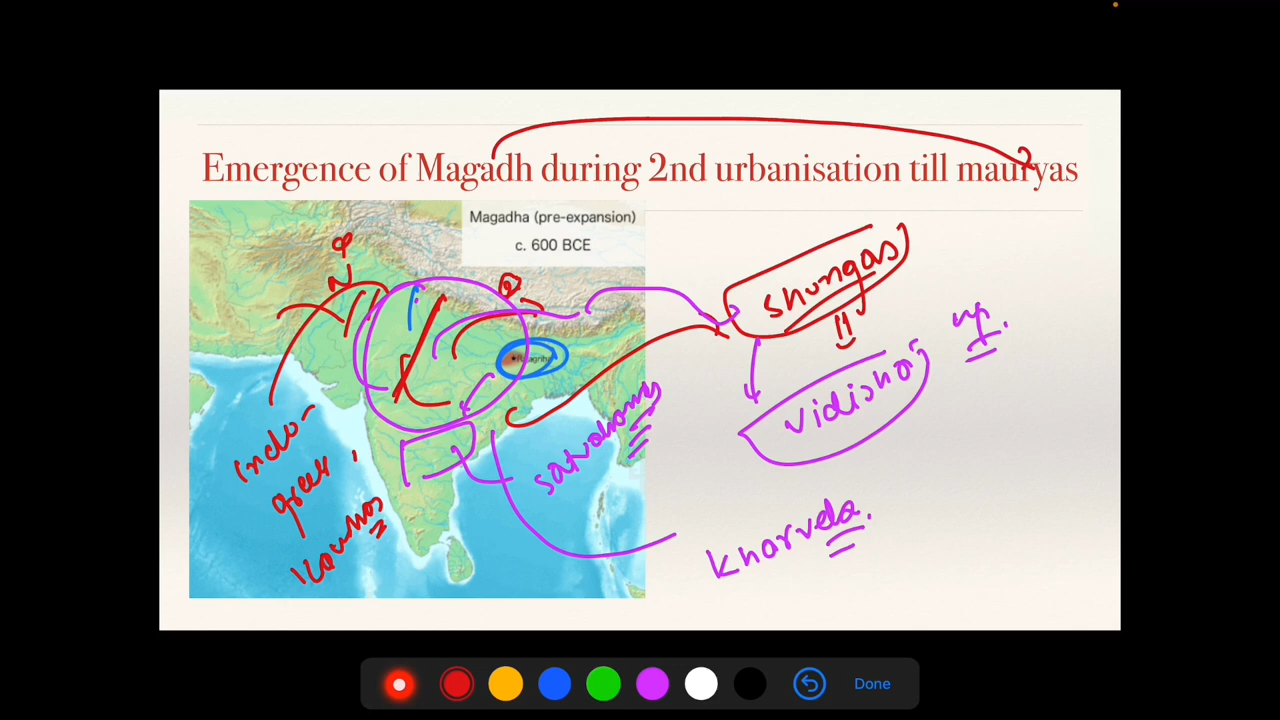 Emergence of Magadh during 2nd urbanisation till mauryas
Magadha (pre-expansion)
c. 600 BCE
Rajagriha
shungas
Vidisha
Kharvela.
Indo-
greek,
Done